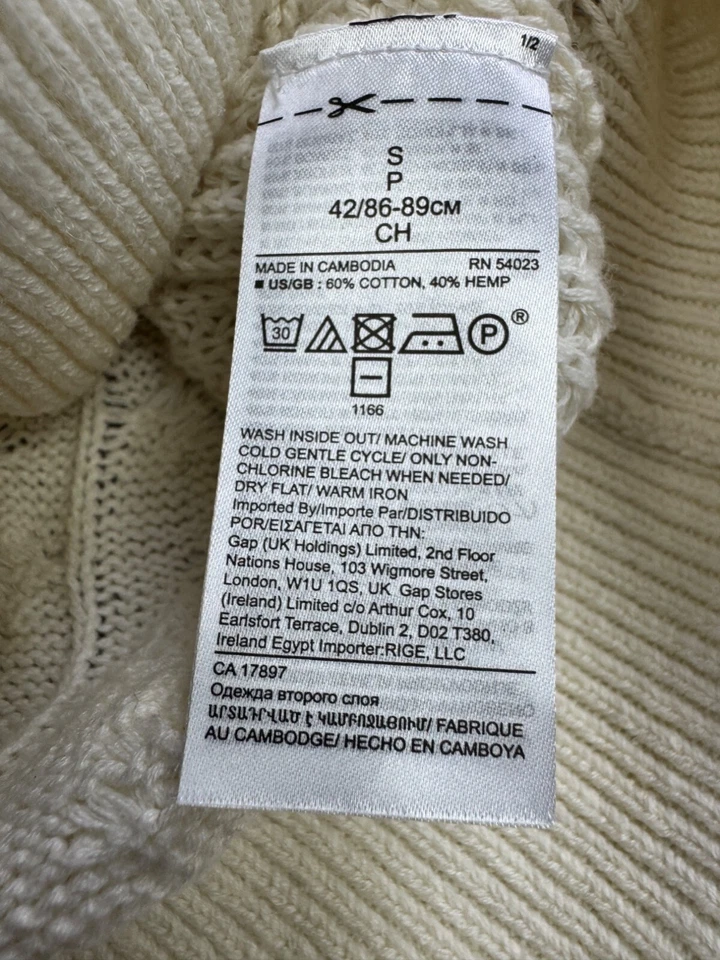 1/2
S
P
42/86-89CM
CH
MADE IN CAMBODIA RN 54023
■ US/GB : 60% COTTON, 40% HEMP
30 P ®
1166
WASH INSIDE OUT/ MACHINE WASH
COLD GENTLE CYCLE/ ONLY NON-
CHLORINE BLEACH WHEN NEEDED/
DRY FLAT/ WARM IRON
Imported By/Importe Par/DISTRIBUIDO
POR/ΕΙΣΑΓΕΤΑΙ ΑΠΟ ΤΗΝ:
Gap (UK Holdings) Limited, 2nd Floor
Nations House, 103 Wigmore Street,
London, W1U 1QS, UK Gap Stores
(Ireland) Limited c/o Arthur Cox, 10
Earlsfort Terrace, Dublin 2, D02 T380,
Ireland Egypt Importer:RIGE, LLC
CA 17897
Одежда второго слоя
ԱՐՏԱԴՐՎԱԾ Է ԿԱՄԲՈՋԱՅՈՒՄ/ FABRIQUE
AU CAMBODGE/ HECHO EN CAMBOYA